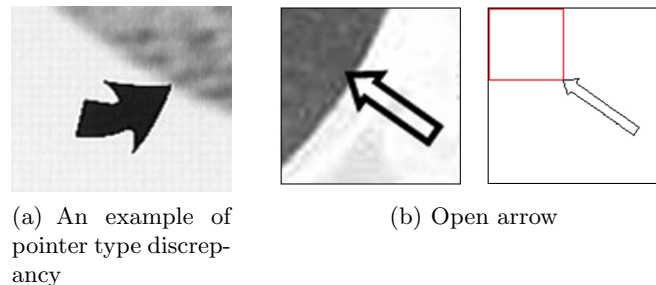 (a) An example of
pointer type discrep-
ancy
(b) Open arrow